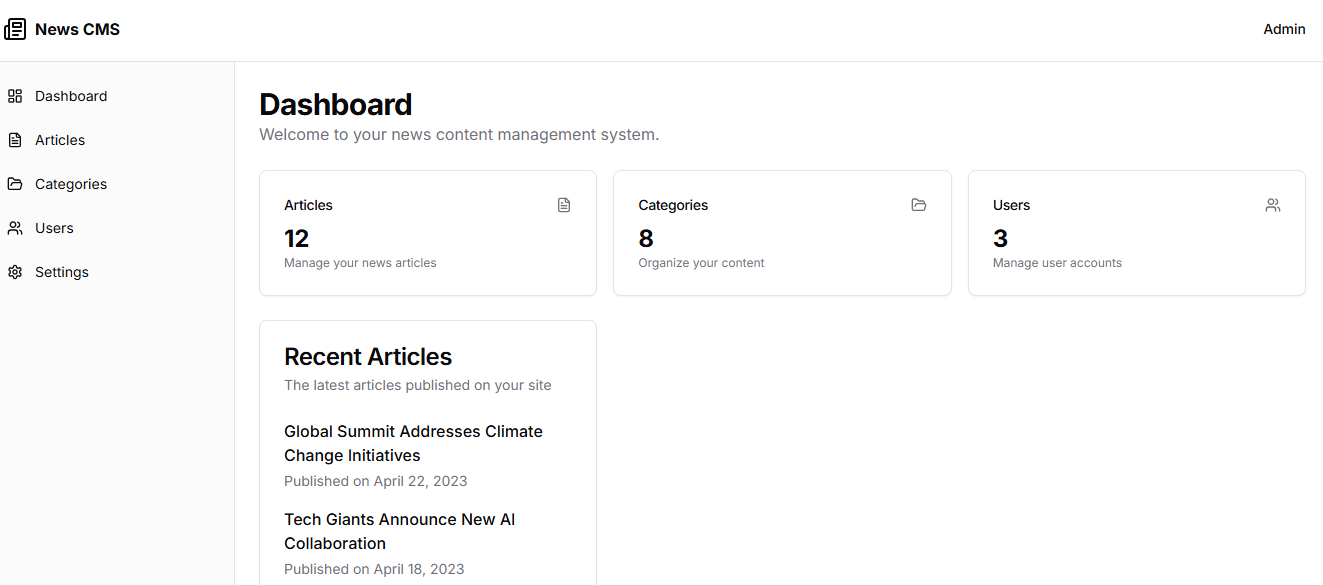 News CMS
Admin
Dashboard
Articles
Categories
Users
Settings
Dashboard
Welcome to your news content management system.
Articles
12
Manage your news articles
Categories
8
Organize your content
Users
3
Manage user accounts
Recent Articles
The latest articles published on your site
Global Summit Addresses Climate
Change Initiatives
Published on April 22, 2023
Tech Giants Announce New AI
Collaboration
Published on April 18, 2023